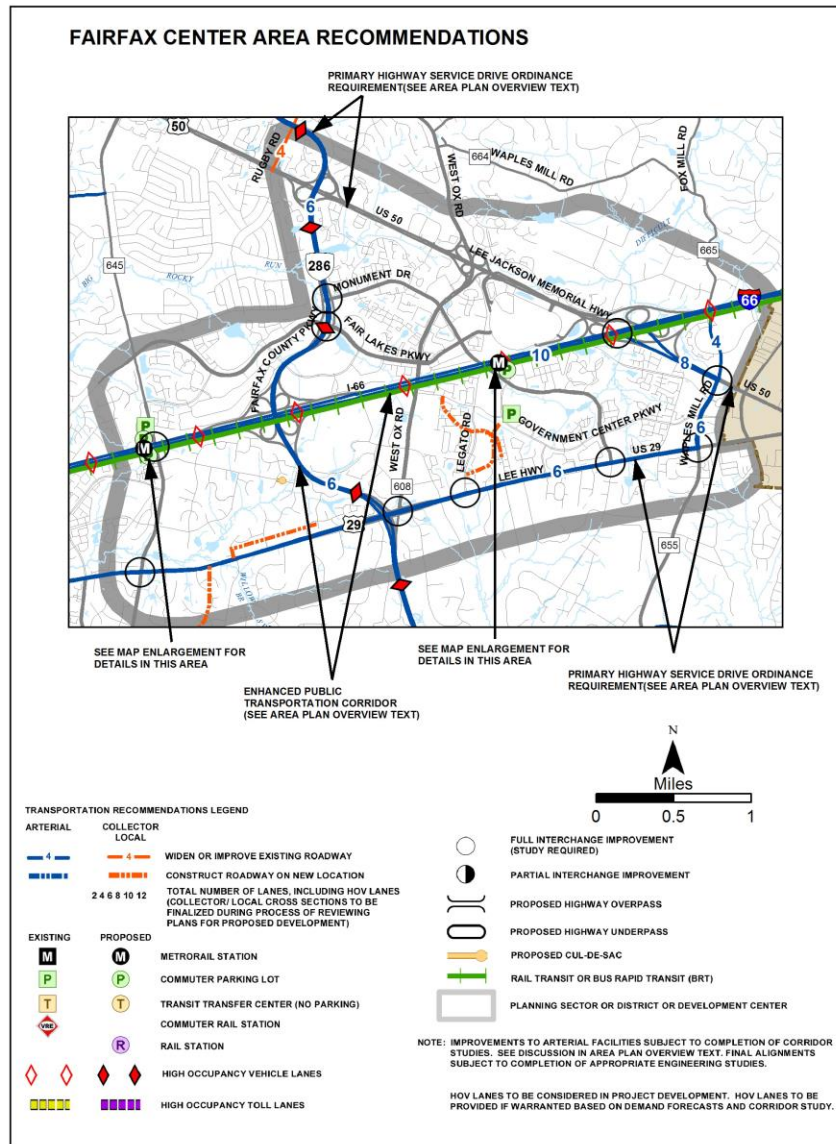 FAIRFAX CENTER AREA RECOMMENDATIONS
PRIMARY HIGHWAY SERVICE DRIVE ORDINANCE
REQUIREMENT(SEE AREA PLAN OVERVIEW TEXT)
50
RUGBY RD
4
6
286
US 50
WEST OX RD
664
WAPLES MILL RD
FOX MILL RD
665
DIFFICULT
645
BIG
ROCKY
RUN
MONUMENT DR
LEE JACKSON MEMORIAL HWY
66
FAIRFAX COUNTY PKWY
FAIR LAKES PKWY
I-66
M
P
10
4
8
US 50
P
M
WEST OX RD
LEGATO RD
P
GOVERNMENT CENTER PKWY
WAPLES MILL RD
6
US 29
LEE HWY
6
6
608
29
655
WILLOW
SEE MAP ENLARGEMENT FOR
DETAILS IN THIS AREA
ENHANCED PUBLIC
TRANSPORTATION CORRIDOR
(SEE AREA PLAN OVERVIEW TEXT)
SEE MAP ENLARGEMENT FOR
DETAILS IN THIS AREA
PRIMARY HIGHWAY SERVICE DRIVE ORDINANCE
REQUIREMENT(SEE AREA PLAN OVERVIEW TEXT)
N
Miles
0 0.5 1
TRANSPORTATION RECOMMENDATIONS LEGEND
ARTERIAL
COLLECTOR
LOCAL
4 4 WIDEN OR IMPROVE EXISTING ROADWAY
CONSTRUCT ROADWAY ON NEW LOCATION
2 4 6 8 10 12 TOTAL NUMBER OF LANES, INCLUDING HOV LANES
(COLLECTOR/ LOCAL CROSS SECTIONS TO BE
FINALIZED DURING PROCESS OF REVIEWING
PLANS FOR PROPOSED DEVELOPMENT)
EXISTING PROPOSED
M M METRORAIL STATION
P P COMMUTER PARKING LOT
T T TRANSIT TRANSFER CENTER (NO PARKING)
VRE COMMUTER RAIL STATION
R RAIL STATION
HIGH OCCUPANCY VEHICLE LANES
HIGH OCCUPANCY TOLL LANES
FULL INTERCHANGE IMPROVEMENT
(STUDY REQUIRED)
PARTIAL INTERCHANGE IMPROVEMENT
PROPOSED HIGHWAY OVERPASS
PROPOSED HIGHWAY UNDERPASS
PROPOSED CUL-DE-SAC
RAIL TRANSIT OR BUS RAPID TRANSIT (BRT)
PLANNING SECTOR OR DISTRICT OR DEVELOPMENT CENTER
NOTE: IMPROVEMENTS TO ARTERIAL FACILITIES SUBJECT TO COMPLETION OF CORRIDOR
STUDIES. SEE DISCUSSION IN AREA PLAN OVERVIEW TEXT. FINAL ALIGNMENTS
SUBJECT TO COMPLETION OF APPROPRIATE ENGINEERING STUDIES.
HOV LANES TO BE CONSIDERED IN PROJECT DEVELOPMENT. HOV LANES TO BE
PROVIDED IF WARRANTED BASED ON DEMAND FORECASTS AND CORRIDOR STUDY.